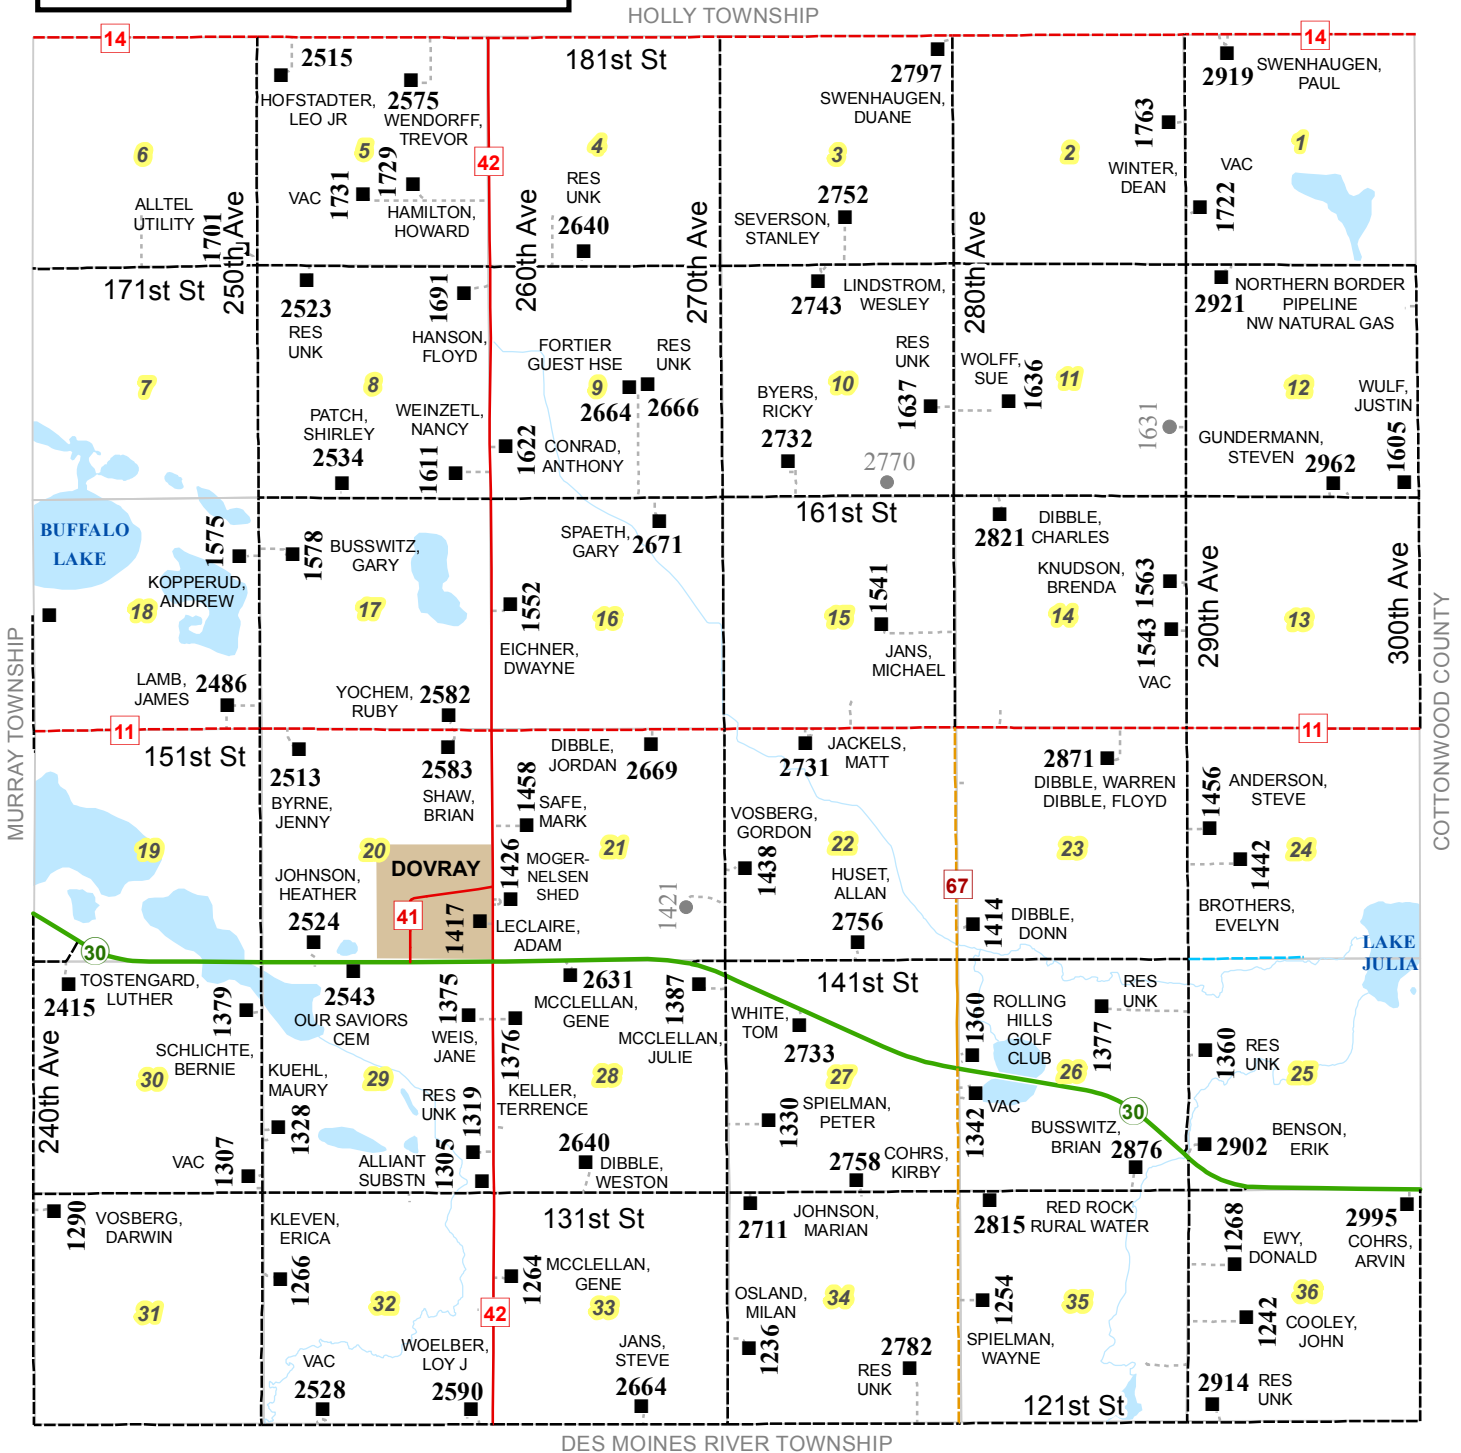 HOLLY TOWNSHIP
14
14
181st St
2515
HOFSTADTER,
LEO JR
2575
WENDORFF,
TREVOR
2797
SWENHAUGEN,
DUANE
2919
SWENHAUGEN,
PAUL
6
5
4
3
2
1
42
1763
WINTER,
DEAN
VAC
1722
ALLTEL
UTILITY
1701
250th Ave
VAC
1731
1729
HAMILTON,
HOWARD
260th Ave
RES
UNK
2640
270th Ave
2752
SEVERSON,
STANLEY
280th Ave
171st St
2523
RES
UNK
1691
HANSON,
FLOYD
2743
LINDSTROM,
WESLEY
2921
NORTHERN BORDER
PIPELINE
NW NATURAL GAS
FORTIER
GUEST HSE
RES
UNK
2664
2666
RES
UNK
1637
WOLFF,
SUE
1636
7
8
9
10
11
12
PATCH,
SHIRLEY
2534
WEINZETL,
NANCY
1611
1622
CONRAD,
ANTHONY
BYERS,
RICKY
2732
2770
1631
GUNDERMANN,
STEVEN
2962
WULF,
JUSTIN
1605
161st St
BUFFALO
LAKE
1575
KOPPERUD,
ANDREW
1578
BUSSWITZ,
GARY
SPAETH,
GARY
2671
2821
DIBBLE,
CHARLES
KNUDSON,
BRENDA
1563
290th Ave
300th Ave
1552
EICHNER,
DWAYNE
1541
JANS,
MICHAEL
1543
VAC
18
17
16
15
14
13
MURRAY TOWNSHIP
COTTONWOOD COUNTY
LAMB,
JAMES
2486
YOCHEM,
RUBY
2582
11
11
151st St
2513
BYRNE,
JENNY
2583
SHAW,
BRIAN
DIBBLE,
JORDAN
2669
1458
SAFE,
MARK
2731
JACKELS,
MATT
2871
DIBBLE, WARREN
DIBBLE, FLOYD
1456
ANDERSON,
STEVE
19
20
21
22
23
24
DOVRAY
41
JOHNSON,
HEATHER
2524
1426
MOGER-
NELSEN
SHED
1417
LECLAIRE,
ADAM
1421
VOSBERG,
GORDON
1438
HUSET,
ALLAN
2756
67
1414
DIBBLE,
DONN
1442
BROTHERS,
EVELYN
LAKE
JULIA
30
141st St
TOSTENGARD,
LUTHER
2415
240th Ave
1379
SCHLICHTE,
BERNIE
2543
OUR SAVIORS
CEM
1375
WEIS,
JANE
1376
KELLER,
TERRENCE
2631
MCCLELLAN,
GENE
1387
MCCLELLAN,
JULIE
WHITE,
TOM
2733
1360
ROLLING
HILLS
GOLF
CLUB
RES
UNK
1377
1360
RES
UNK
30
29
28
27
26
25
KUEHL,
MAURY
1328
VAC
1307
RES
UNK
1319
ALLIANT
SUBSTN
1305
2640
DIBBLE,
WESTON
1330
SPIELMAN,
PETER
2758
COHRS,
KIRBY
1342
VAC
30
BUSSWITZ,
BRIAN
2876
2902
BENSON,
ERIK
131st St
1290
VOSBERG,
DARWIN
KLEVEN,
ERICA
1266
1264
MCCLELLAN,
GENE
2711
JOHNSON,
MARIAN
2815
RED ROCK
RURAL WATER
1268
EWY,
DONALD
2995
COHRS,
ARVIN
31
32
42
33
34
35
36
OSLAND,
MILAN
1236
1254
SPIELMAN,
WAYNE
1242
COOLEY,
JOHN
VAC
2528
WOELBER,
LOY J
2590
JANS,
STEVE
2664
2782
RES
UNK
121st St
2914
RES
UNK
DES MOINES RIVER TOWNSHIP